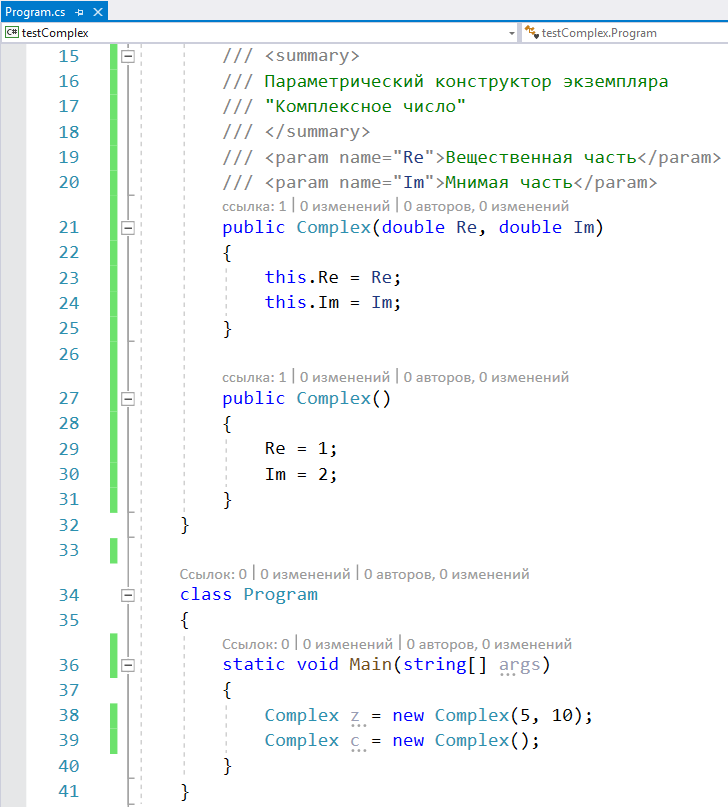 Program.cs
C# testComplex testComplex.Program
15 /// <summary>
16 /// Параметрический конструктор экземпляра
17 /// "Комплексное число"
18 /// </summary>
19 /// <param name="Re">Вещественная часть</param>
20 /// <param name="Im">Мнимая часть</param>
ссылка: 1 | 0 изменений | 0 авторов, 0 изменений
21 public Complex(double Re, double Im)
22 {
23 this.Re = Re;
24 this.Im = Im;
25 }
26
ссылка: 1 | 0 изменений | 0 авторов, 0 изменений
27 public Complex()
28 {
29 Re = 1;
30 Im = 2;
31 }
32 }
33
Ссылок: 0 | 0 изменений | 0 авторов, 0 изменений
34 class Program
35 {
Ссылок: 0 | 0 изменений | 0 авторов, 0 изменений
36 static void Main(string[] args)
37 {
38 Complex z = new Complex(5, 10);
39 Complex c = new Complex();
40 }
41 }